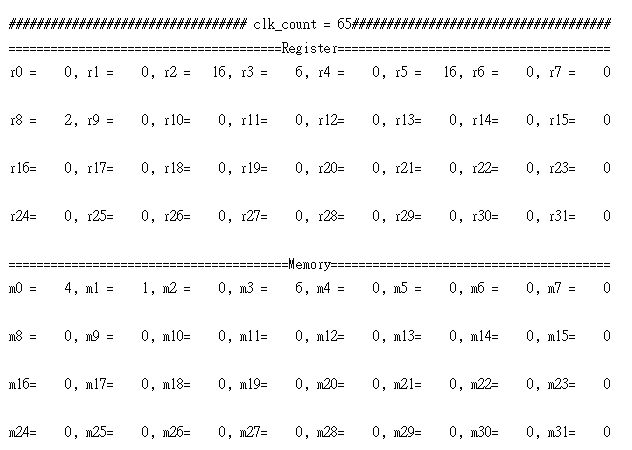 ################################## clk_count = 65#####################################
=======================================Register=======================================
r0 = 0, r1 = 0, r2 = 16, r3 = 6, r4 = 0, r5 = 16, r6 = 0, r7 = 0
r8 = 2, r9 = 0, r10= 0, r11= 0, r12= 0, r13= 0, r14= 0, r15= 0
r16= 0, r17= 0, r18= 0, r19= 0, r20= 0, r21= 0, r22= 0, r23= 0
r24= 0, r25= 0, r26= 0, r27= 0, r28= 0, r29= 0, r30= 0, r31= 0
========================================Memory========================================
m0 = 4, m1 = 1, m2 = 0, m3 = 6, m4 = 0, m5 = 0, m6 = 0, m7 = 0
m8 = 0, m9 = 0, m10= 0, m11= 0, m12= 0, m13= 0, m14= 0, m15= 0
m16= 0, m17= 0, m18= 0, m19= 0, m20= 0, m21= 0, m22= 0, m23= 0
m24= 0, m25= 0, m26= 0, m27= 0, m28= 0, m29= 0, m30= 0, m31= 0